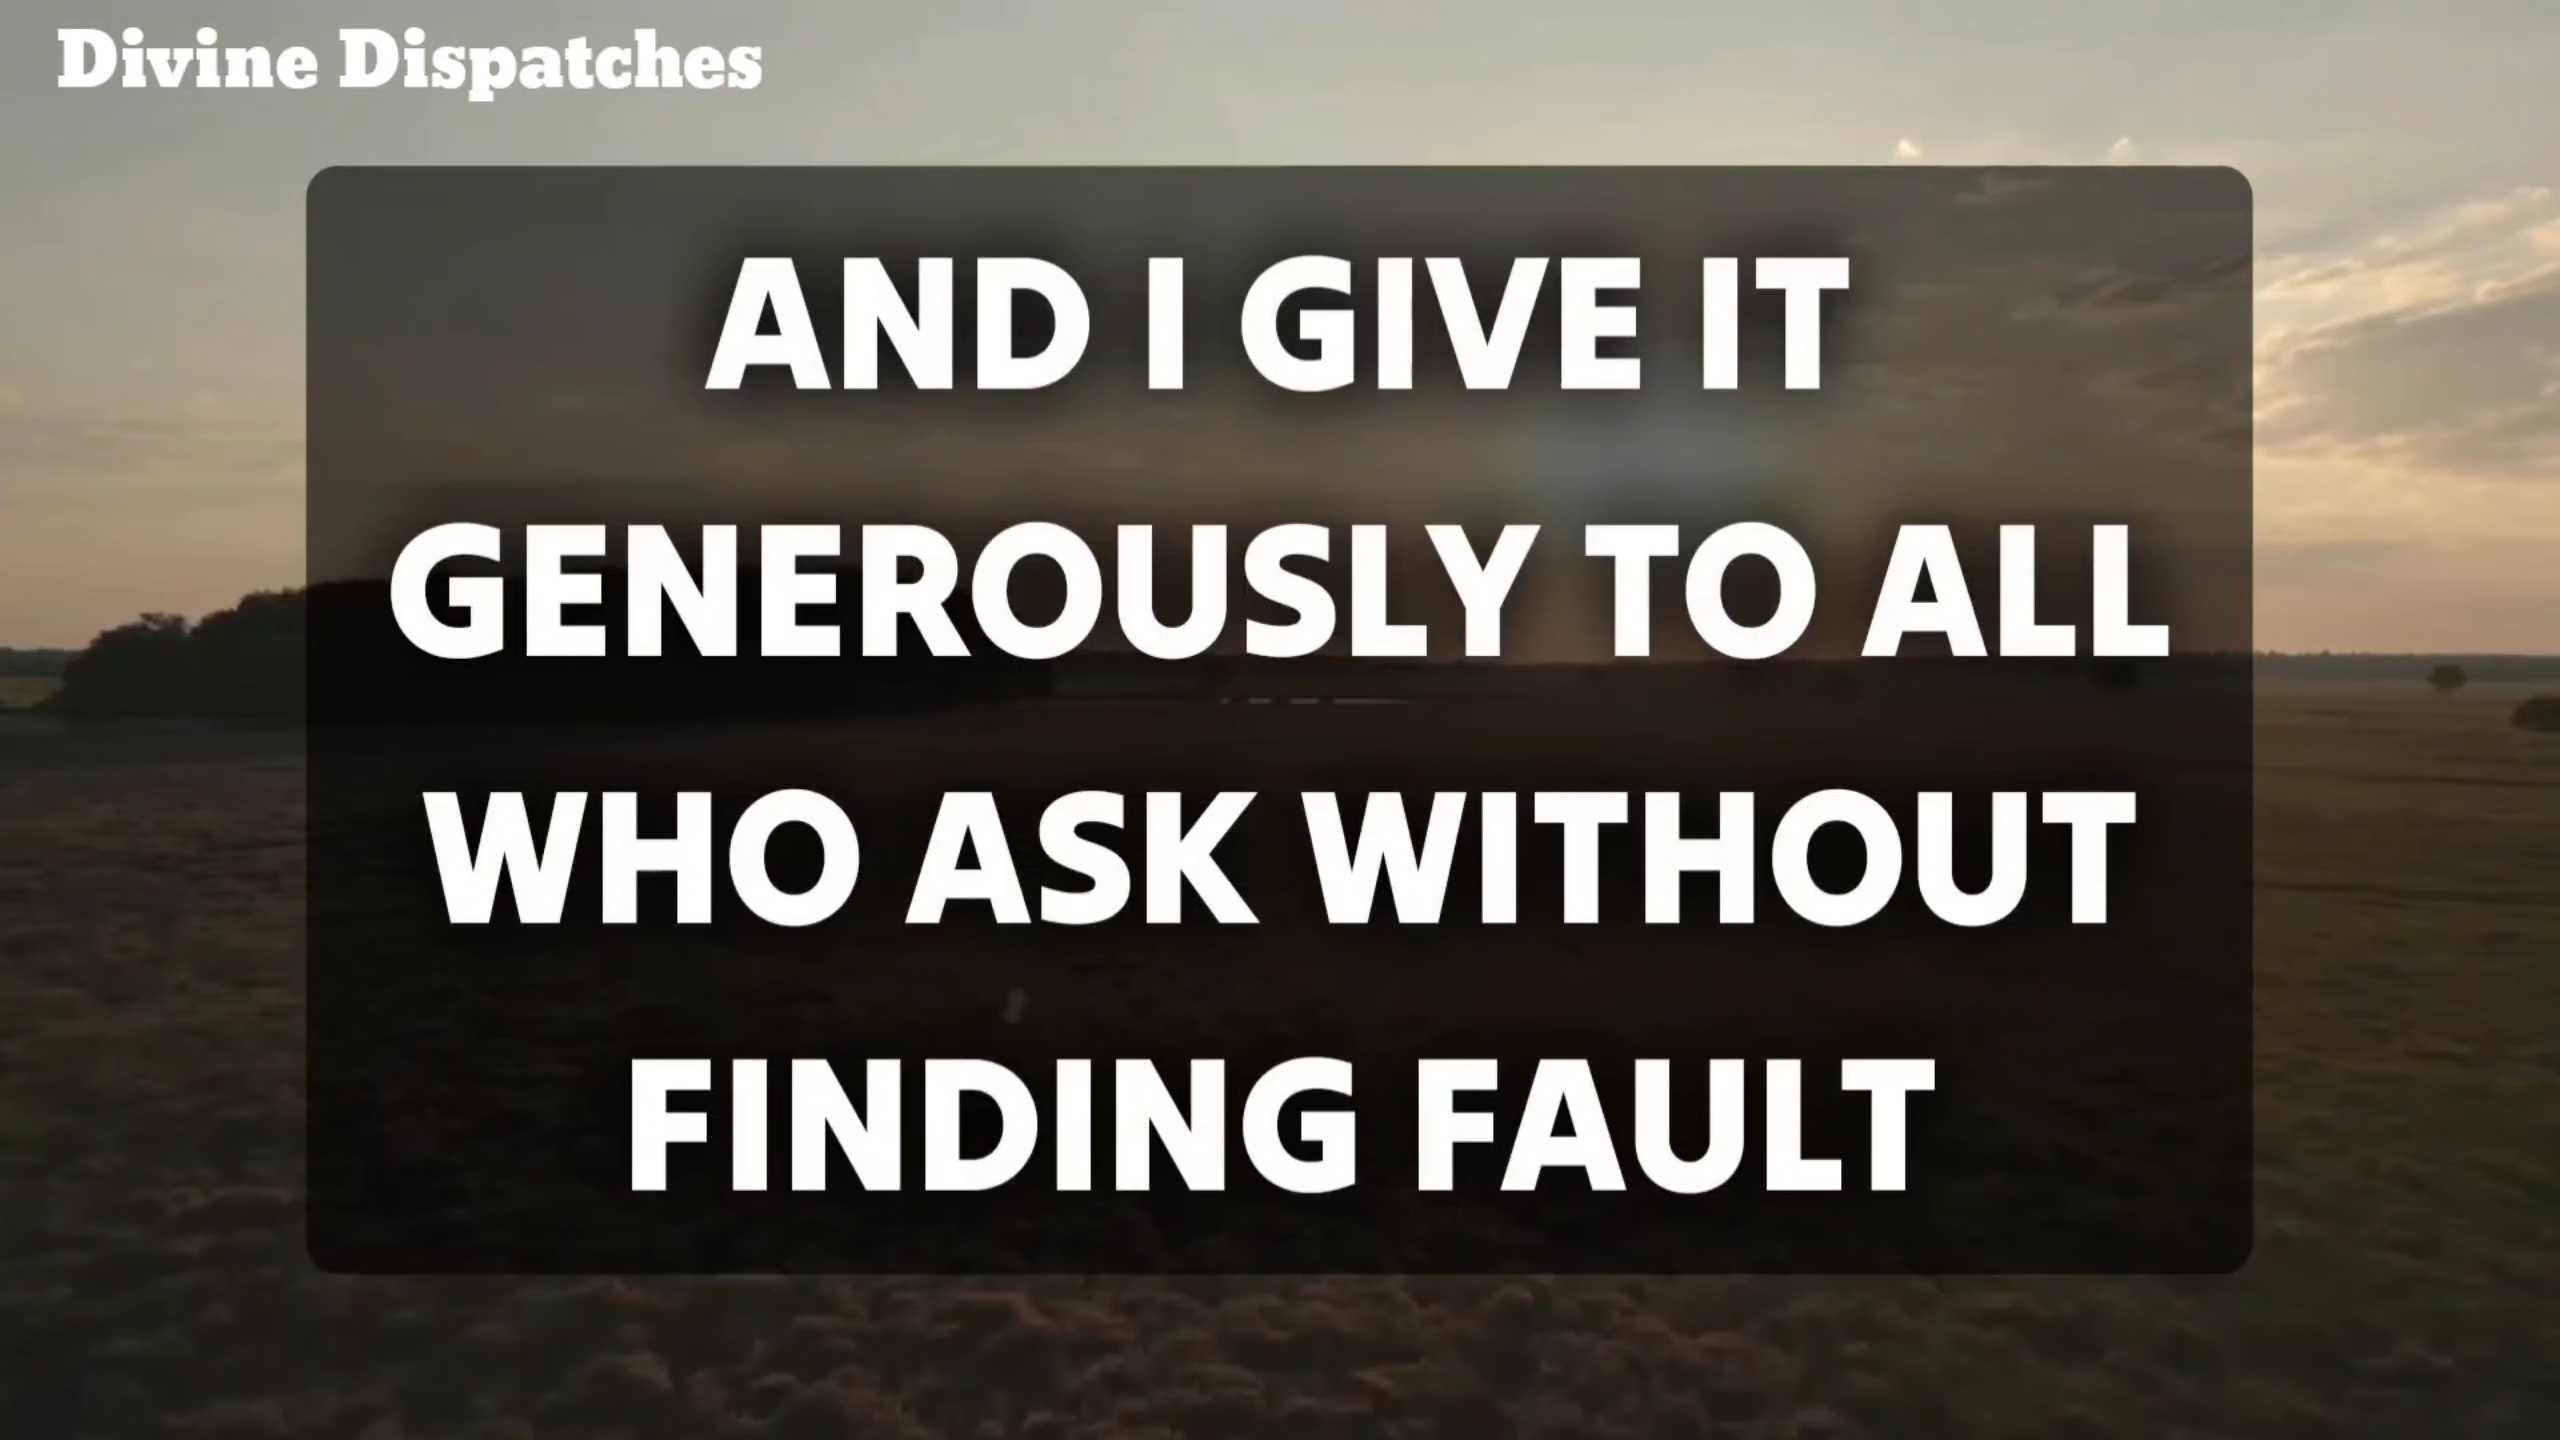 Divine Dispatches
AND I GIVE IT
GENEROUSLY TO ALL
WHO ASK WITHOUT
FINDING FAULT